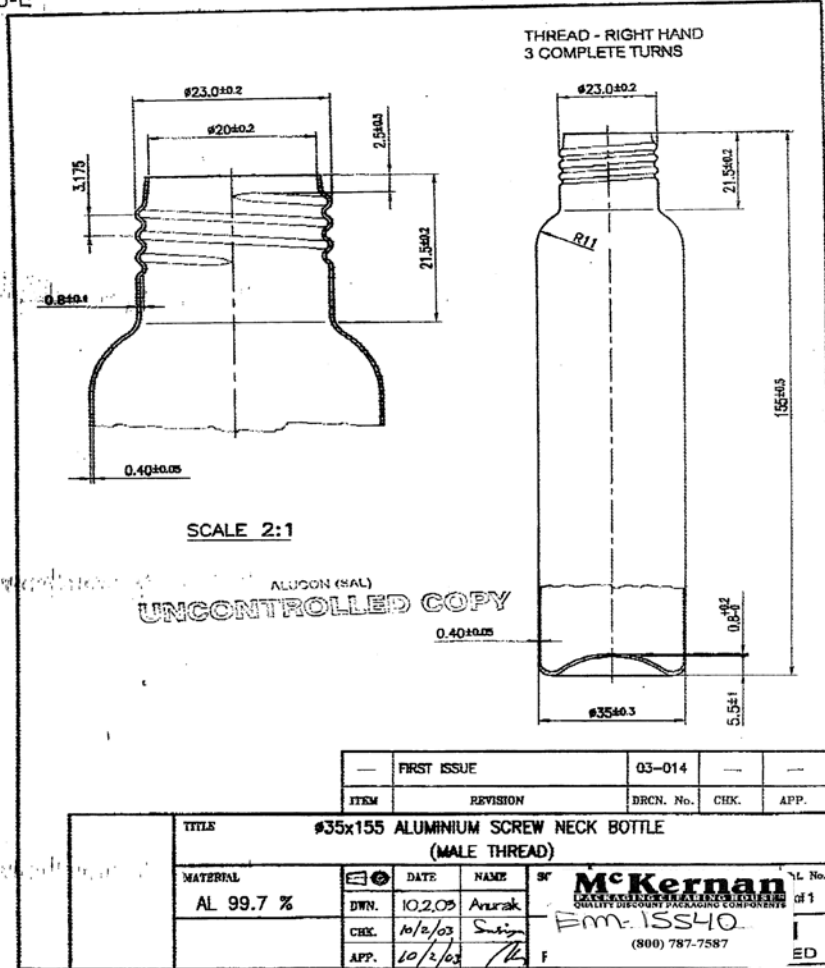 THREAD - RIGHT HAND
3 COMPLETE TURNS
ø23.0±0.2
ø20±0.2
2.5±0.5
3.175
21.5±0.2
0.8±0.1
0.40±0.05
SCALE 2:1
ø23.0±0.2
21.5±0.2
R11
155±0.5
ALUCON (SAL)
UNCONTROLLED COPY
0.40±0.05
0.8 +0.2 -0
5.5±1
ø35±0.3
— FIRST ISSUE 03-014 — —
ITEM REVISION DRCN. No. CHK. APP.
TITLE ø35x155 ALUMINIUM SCREW NECK BOTTLE
(MALE THREAD)
MATERIAL DATE NAME
AL 99.7 % DWN. 10,2,03 Anurak
CHK. 10/2/03
APP. 10/2/03
McKernan
PACKAGING CLEARING HOUSE
QUALITY DISCOUNT PACKAGING COMPONENTS
Em-15540
(800) 787-7587
No.
of 1
F
ED